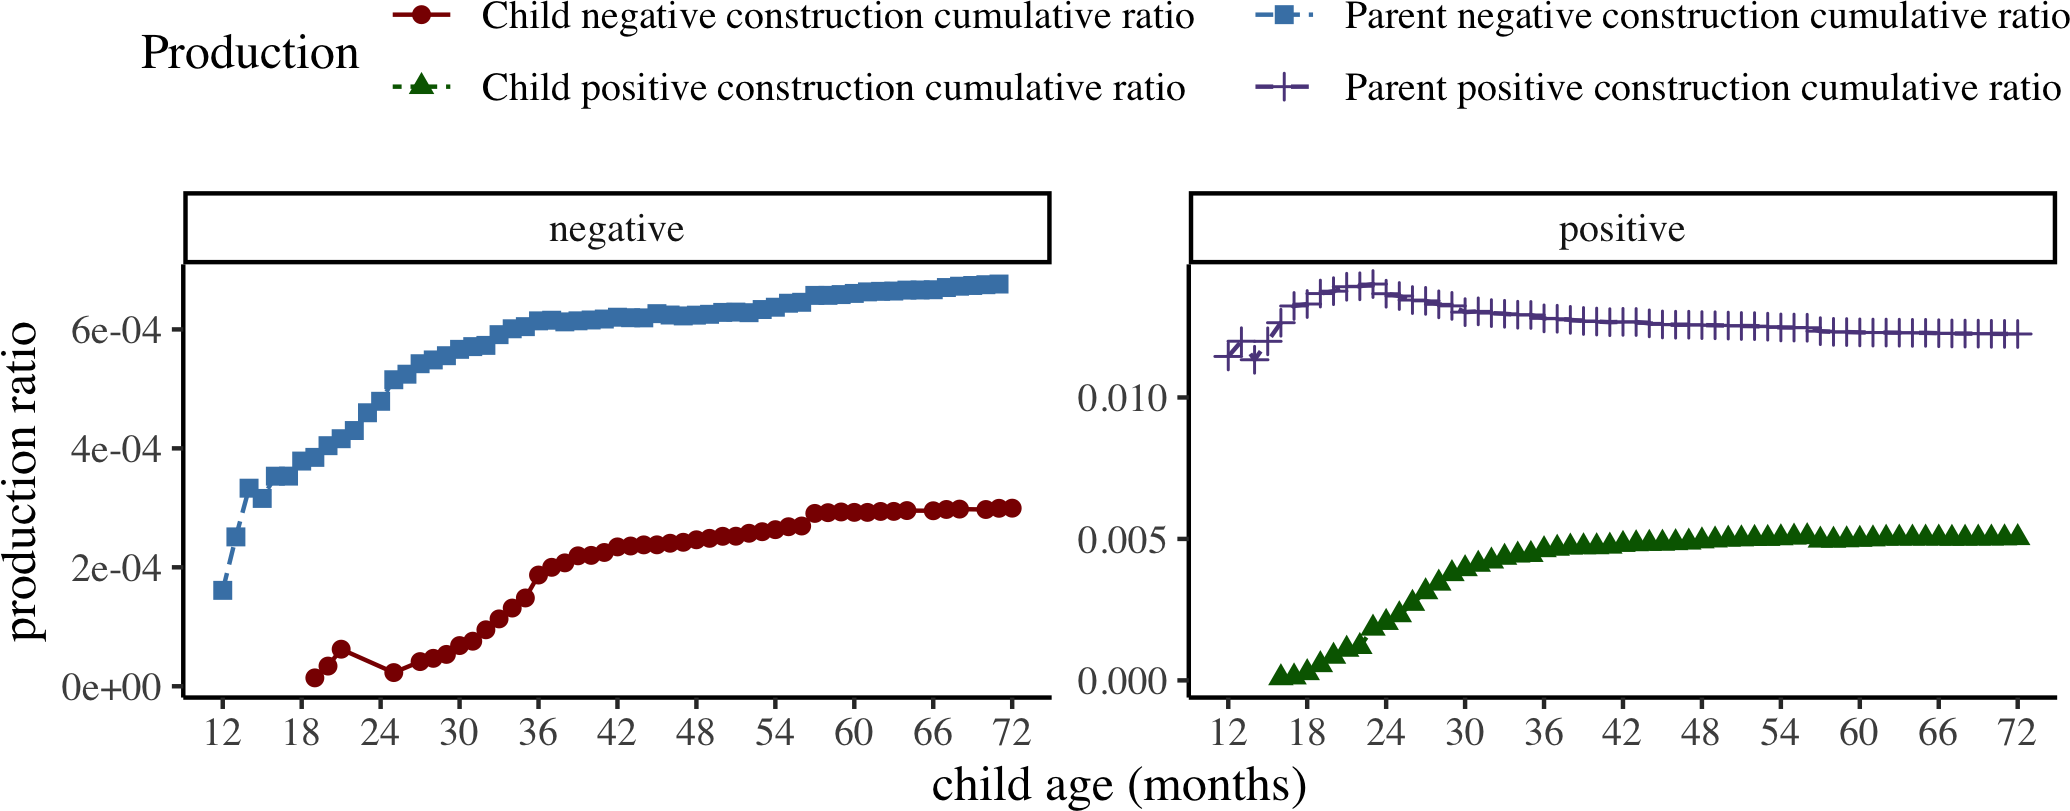 Production
Child negative construction cumulative ratio
Parent negative construction cumulative ratio
Child positive construction cumulative ratio
Parent positive construction cumulative ratio
negative
positive
production ratio
6e-04
4e-04
2e-04
0e+00
0.010
0.005
0.000
12 18 24 30 36 42 48 54 60 66 72
12 18 24 30 36 42 48 54 60 66 72
child age (months)